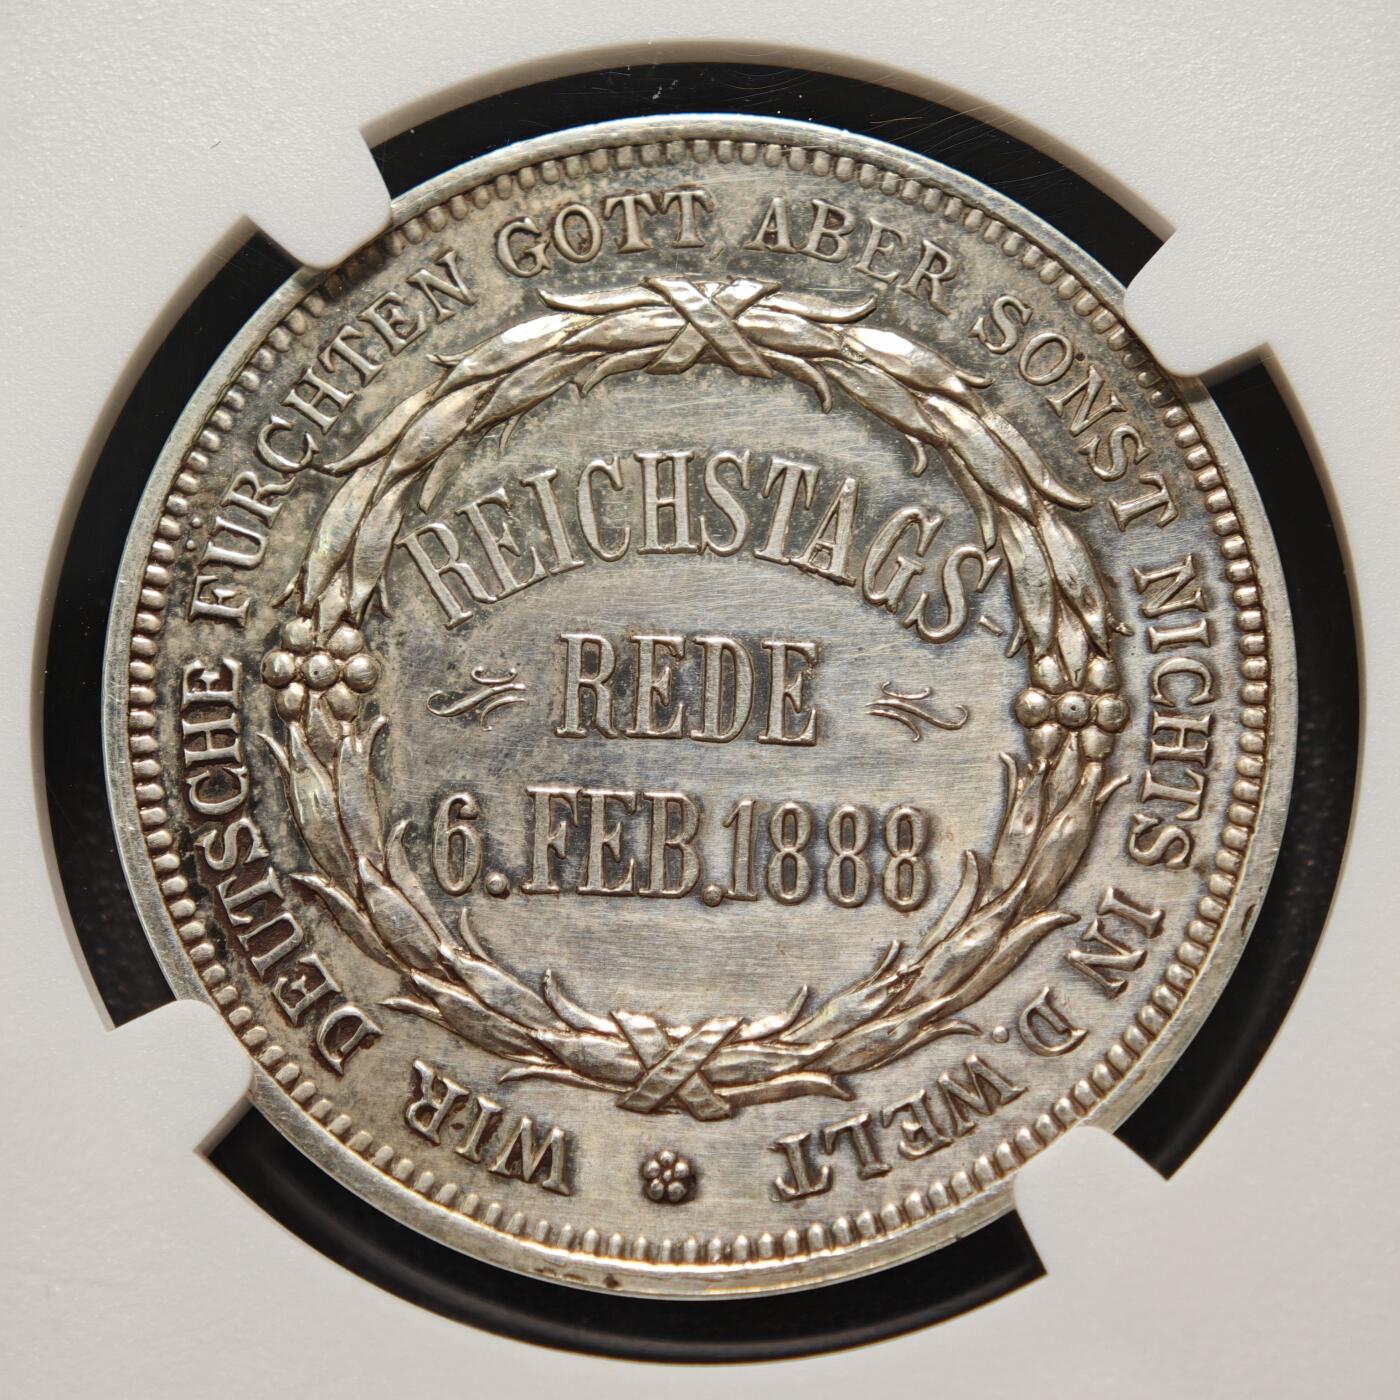 WIR DEUTSCHE FÜRCHTEN GOTT, ABER SONST NICHTS IN D. WELT
REICHSTAGS-
REDE
6. FEB. 1888